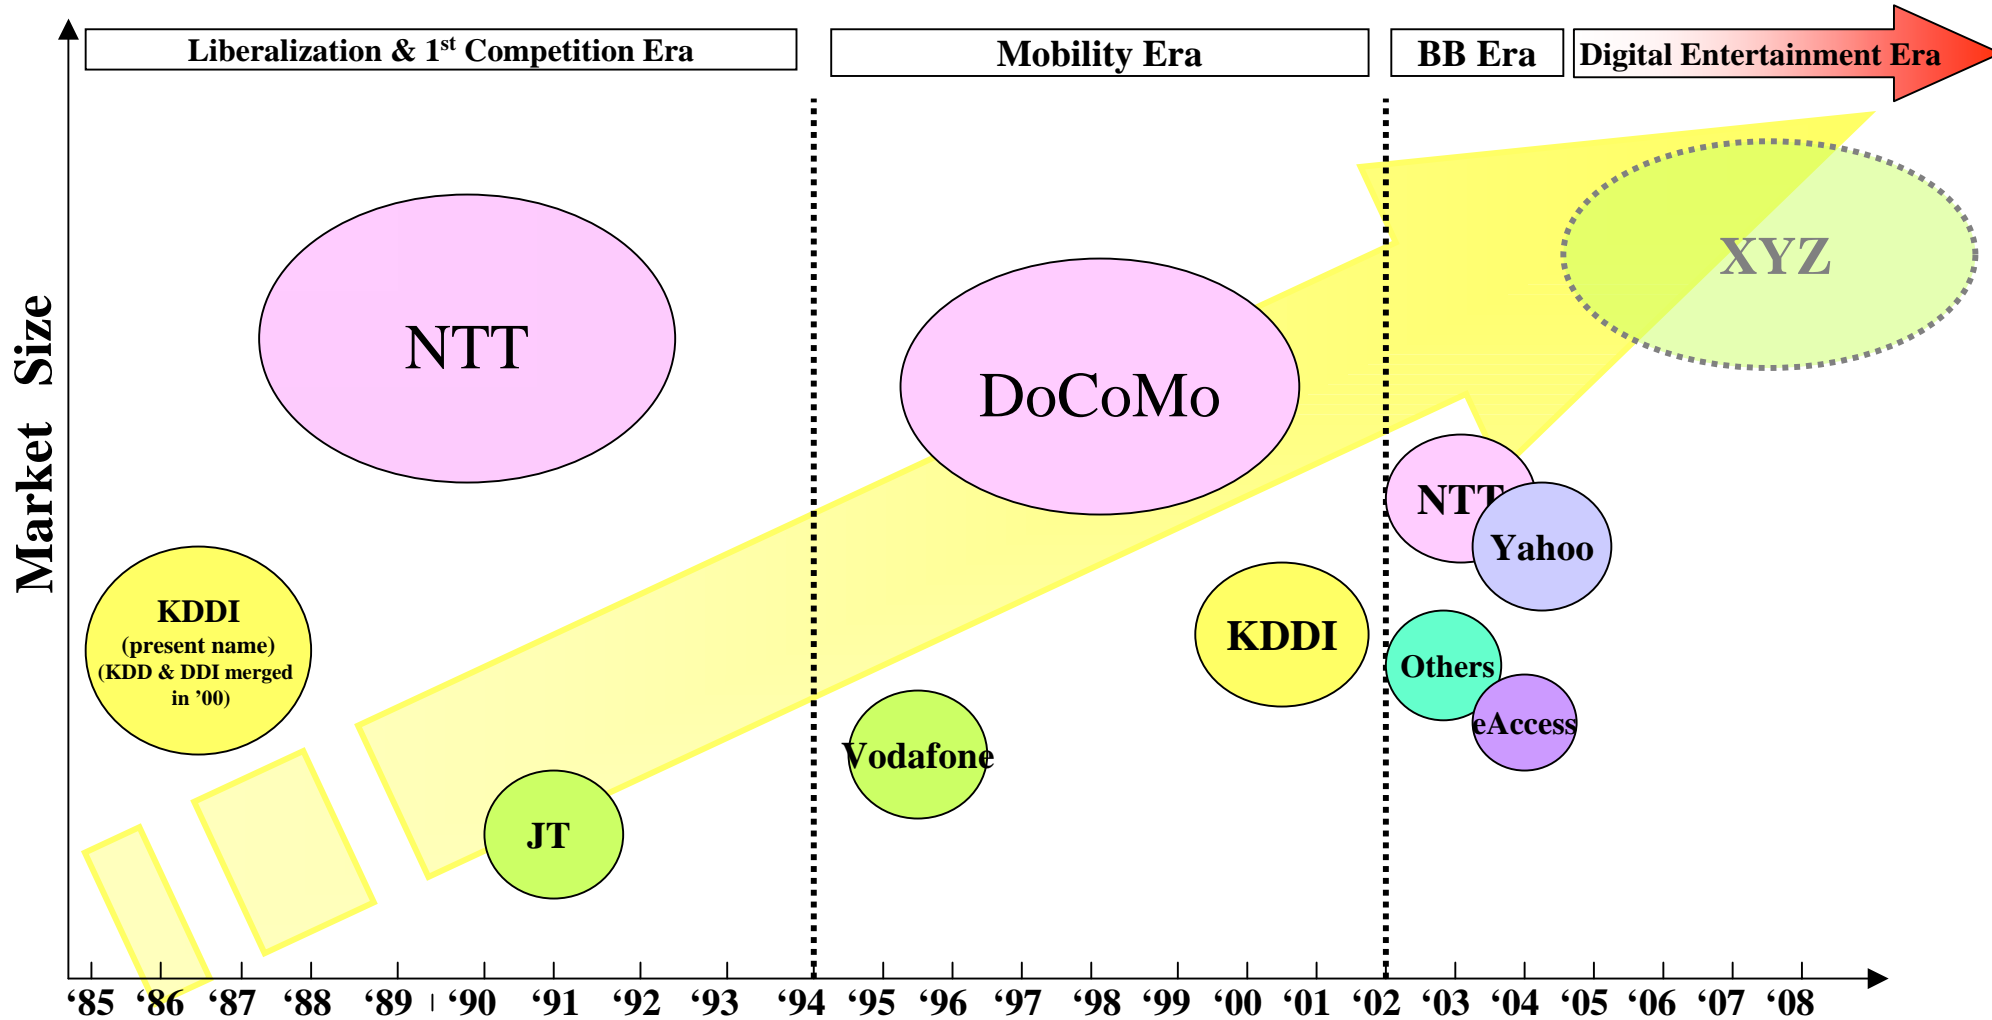 Liberalization & 1st Competition Era
Mobility Era
BB Era
Digital Entertainment Era
Market Size
NTT
DoCoMo
XYZ
KDDI
(present name)
(KDD & DDI merged
in ’00)
JT
Vodafone
KDDI
NTT
Yahoo
Others
eAccess
‘85 ‘86 ‘87 ‘88 ‘89 ‘90 ‘91 ‘92 ‘93 ‘94 ‘95 ‘96 ‘97 ‘98 ‘99 ‘00 ‘01 ‘02 ‘03 ‘04 ‘05 ‘06 ‘07 ‘08